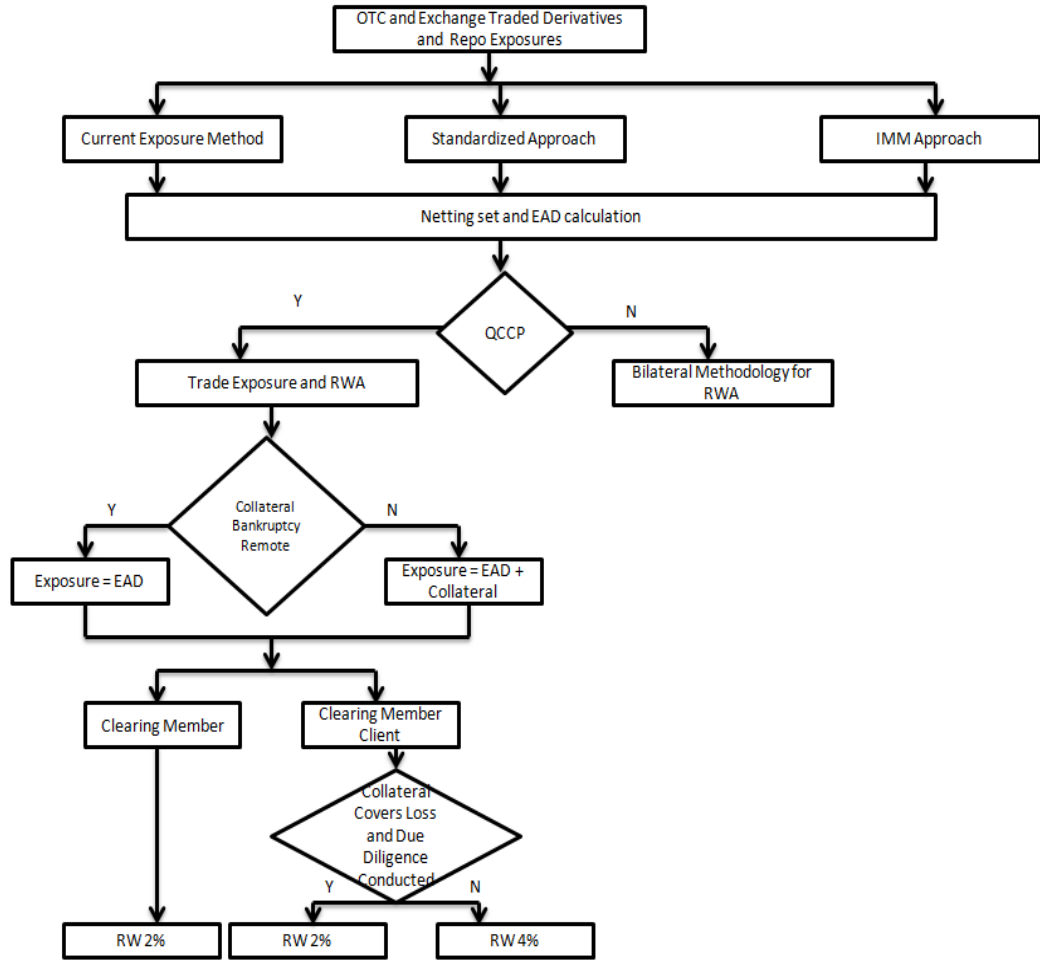 OTC and Exchange Traded Derivatives
and Repo Exposures
Current Exposure Method
Standardized Approach
IMM Approach
Netting set and EAD calculation
Y
QCCP
N
Trade Exposure and RWA
Bilateral Methodology for
RWA
Y
Collateral
Bankruptcy
Remote
N
Exposure = EAD
Exposure = EAD +
Collateral
Clearing Member
Clearing Member
Client
Collateral
Covers Loss
and Due
Diligence
Conducted
Y
N
RW 2%
RW 2%
RW 4%